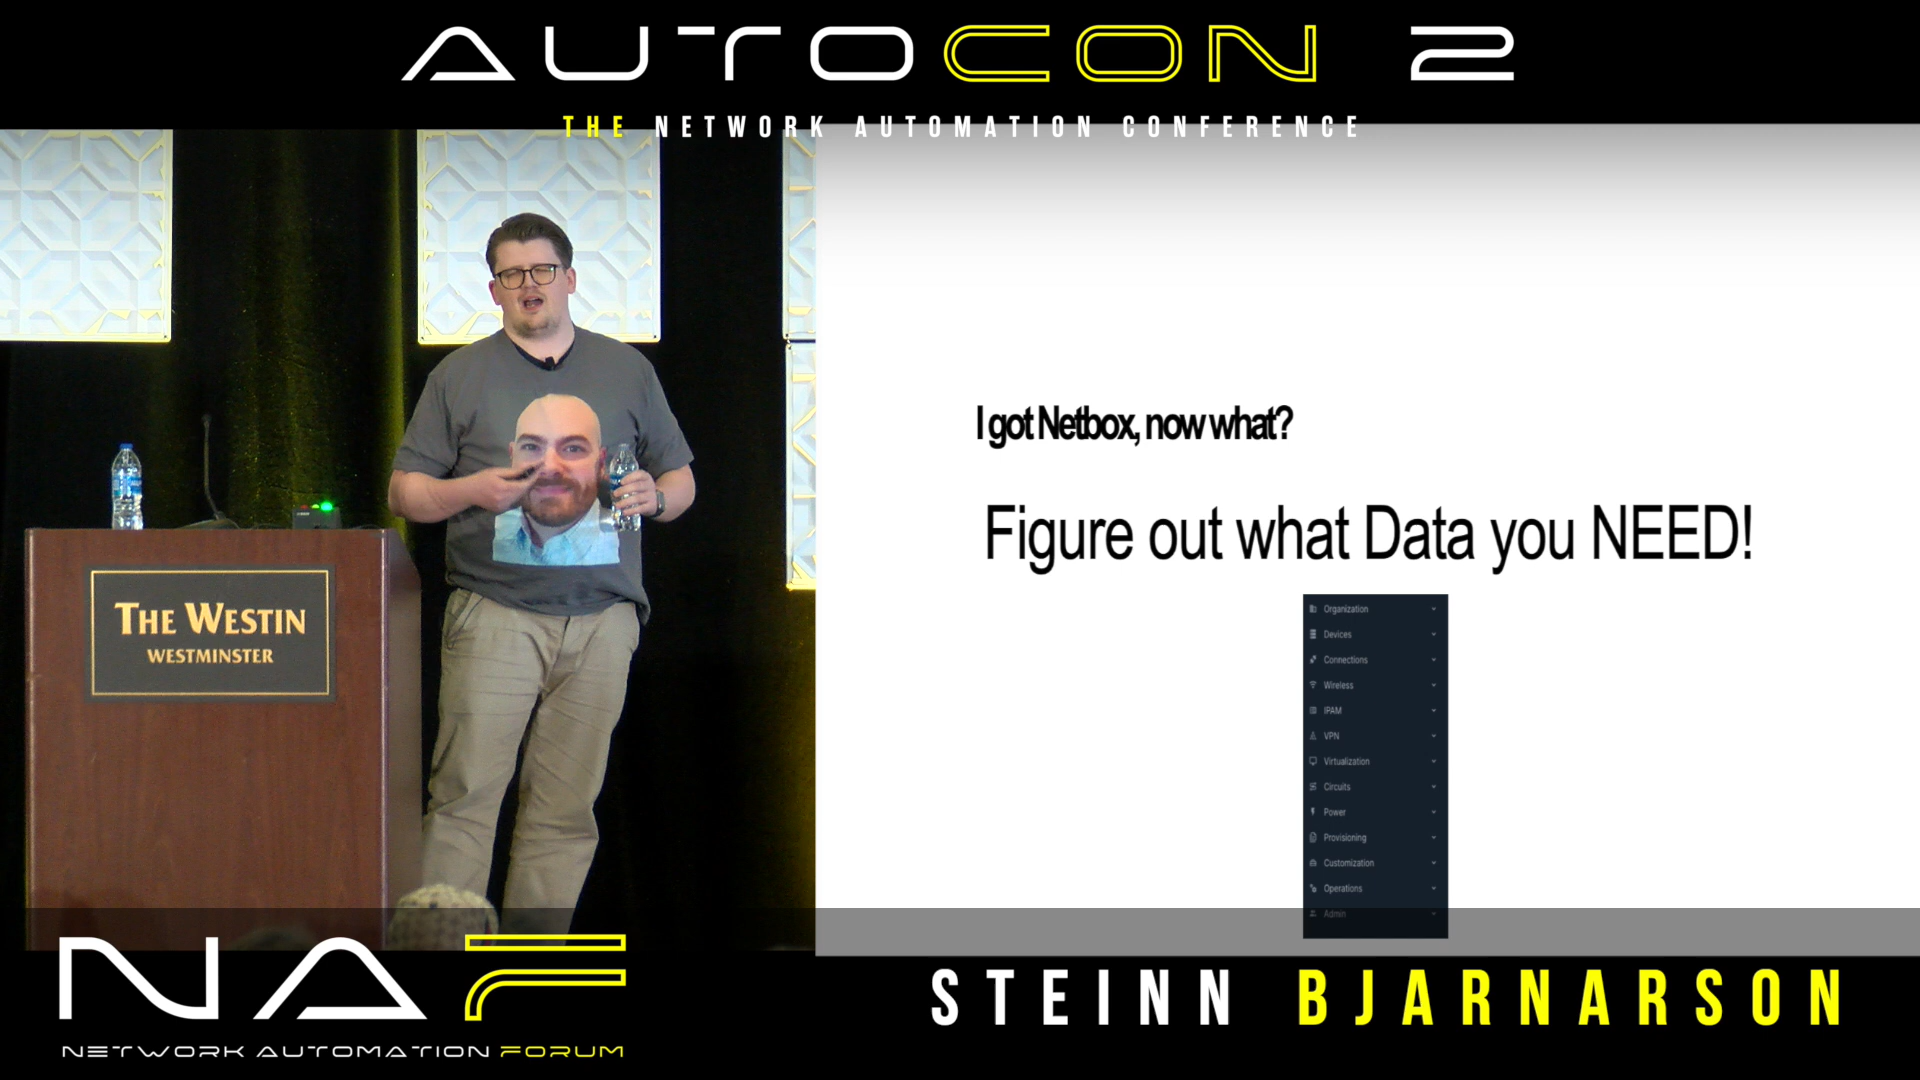 AUTOCON 2
THE NETWORK AUTOMATION CONFERENCE
I got Netbox, now what?
Figure out what Data you NEED!
Organization
Devices
Connections
Wireless
IPAM
VPN
Virtualization
Circuits
Power
Provisioning
Customization
Operations
Admin
THE WESTIN
WESTMINSTER
NAF
NETWORK AUTOMATION FORUM
STEINN BJARNARSON